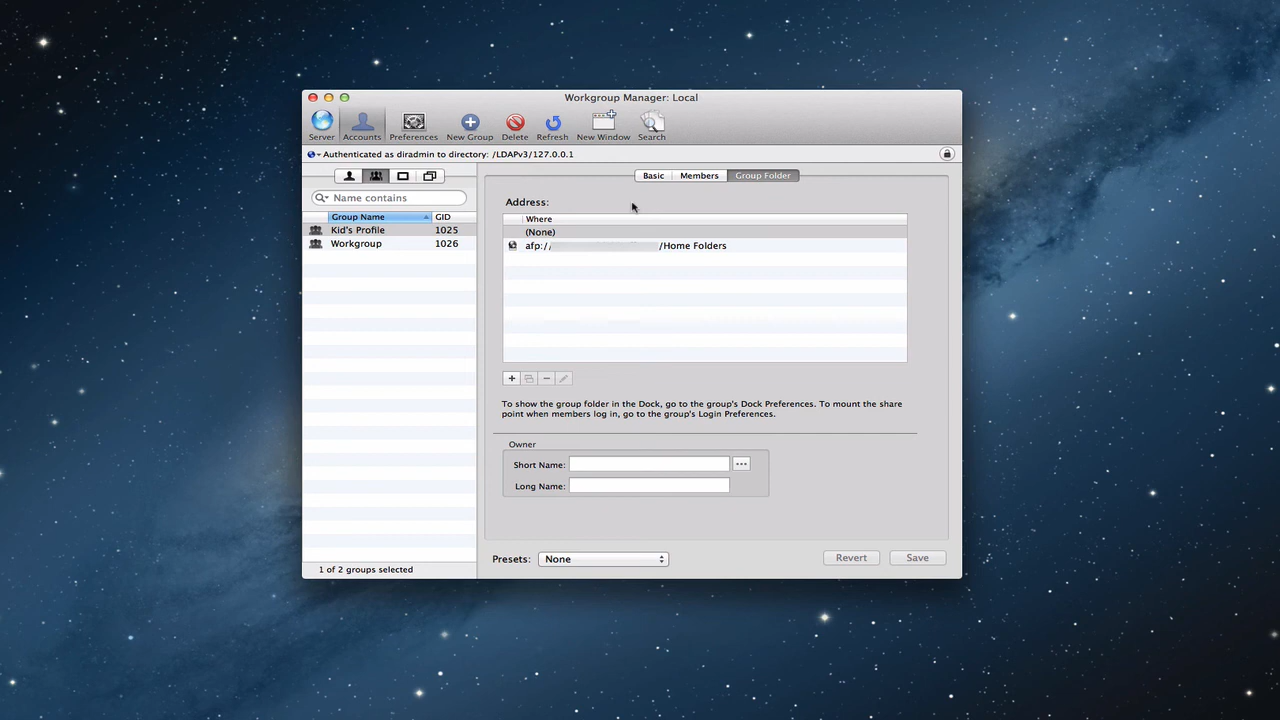 Workgroup Manager: Local
Server Accounts Preferences New Group Delete Refresh New Window Search
Authenticated as diradmin to directory: /LDAPv3/127.0.0.1
Basic Members Group Folder
Name contains
Group Name GID
Kid's Profile 1025
Workgroup 1026
1 of 2 groups selected
Address:
Where
(None)
afp:// /Home Folders
To show the group folder in the Dock, go to the group's Dock Preferences. To mount the share
point when members log in, go to the group's Login Preferences.
Owner
Short Name:
Long Name:
Presets: None
Revert Save